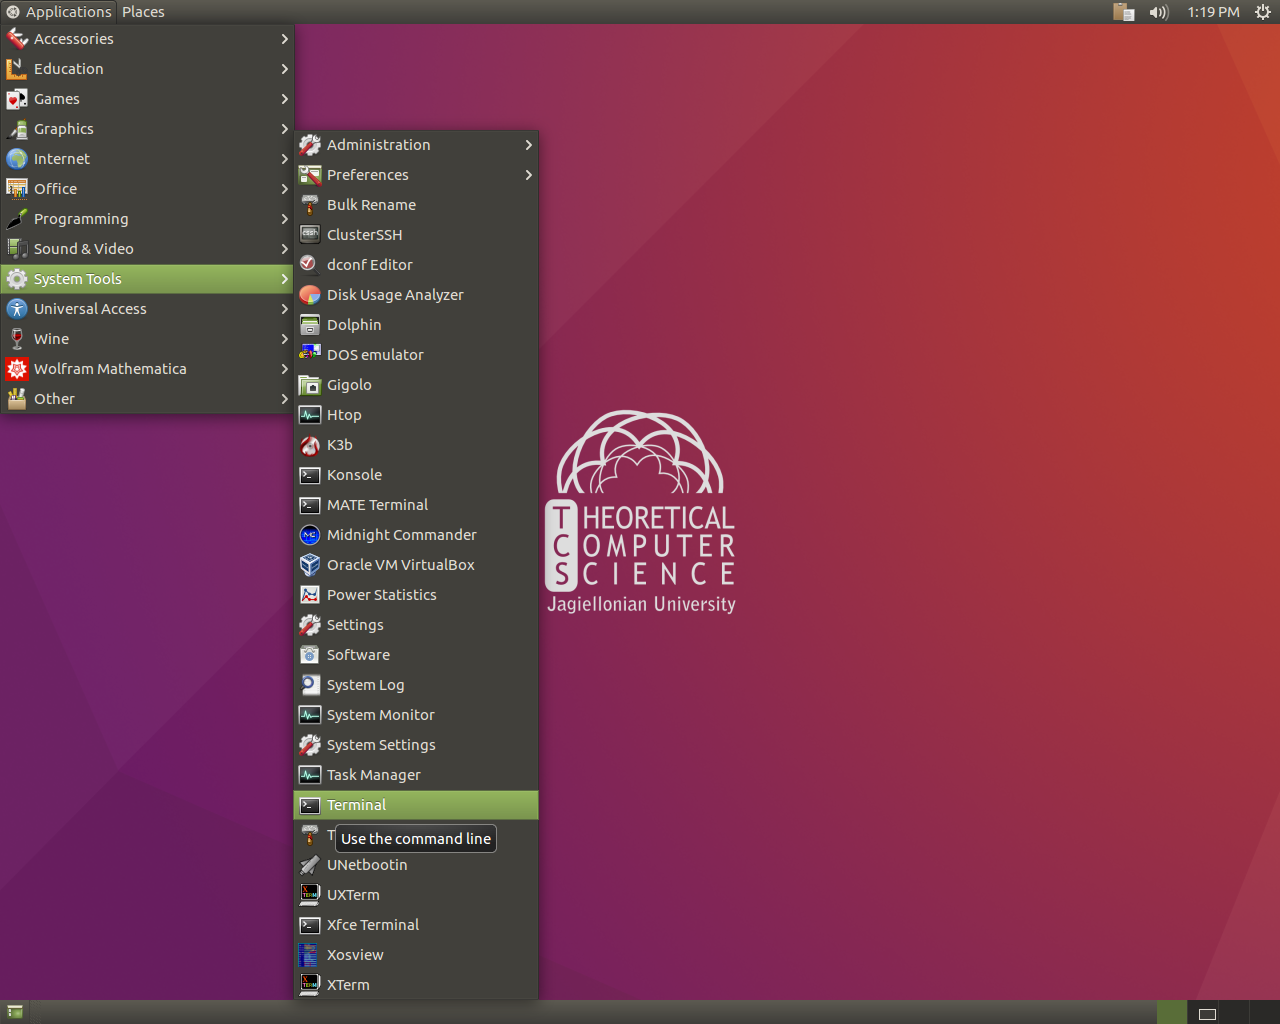 Applications Places 1:19 PM
Accessories
Education
Games
Graphics
Internet
Office
Programming
Sound & Video
System Tools
Universal Access
Wine
Wolfram Mathematica
Other
Administration
Preferences
Bulk Rename
ClusterSSH
dconf Editor
Disk Usage Analyzer
Dolphin
DOS emulator
Gigolo
Htop
K3b
Konsole
MATE Terminal
Midnight Commander
Oracle VM VirtualBox
Power Statistics
Settings
Software
System Log
System Monitor
System Settings
Task Manager
Terminal
Use the command line
UNetbootin
UXTerm
Xfce Terminal
Xosview
XTerm
THEORETICAL
COMPUTER
SCIENCE
Jagiellonian University